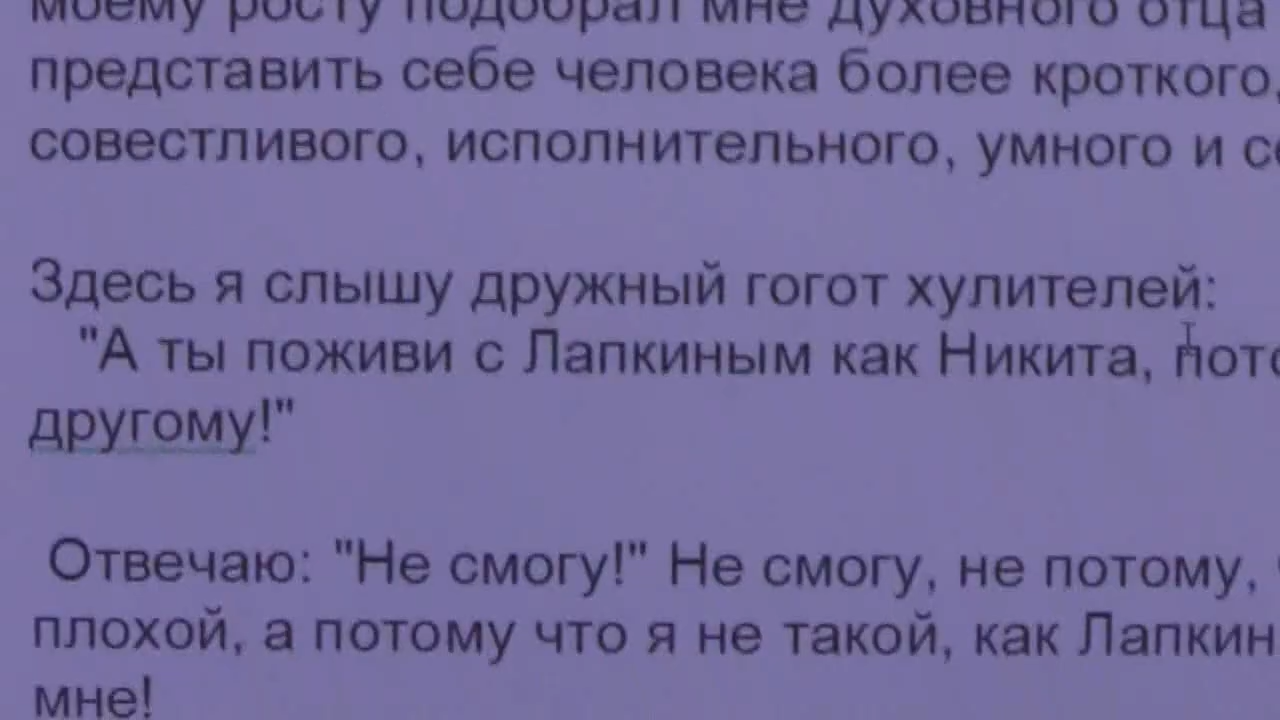 моему росту подобрал мне духовного отца
представить себе человека более кроткого,
совестливого, исполнительного, умного и
Здесь я слышу дружный гогот хулителей:
"А ты поживи с Лапкиным как Никита,
другому!"
Отвечаю: "Не смогу!" Не смогу, не потому,
плохой, а потому что я не такой, как Лапкин
мне!